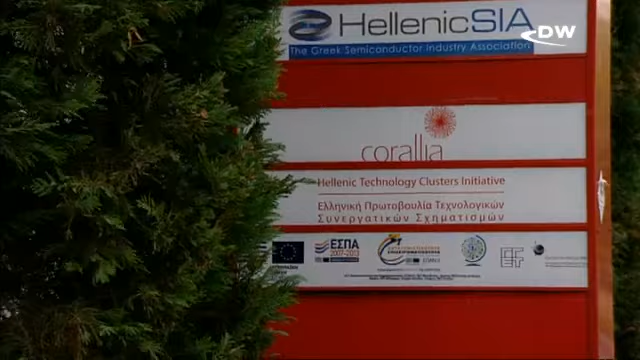 HellenicSIA
DW
The Greek Semiconductor Industry Association
corallia
Hellenic Technology Clusters Initiative
Ελληνική Πρωτοβουλία Τεχνολογικών
Συνεργατικών Σχηματισμών
ΕΣΠΑ
2007-2013